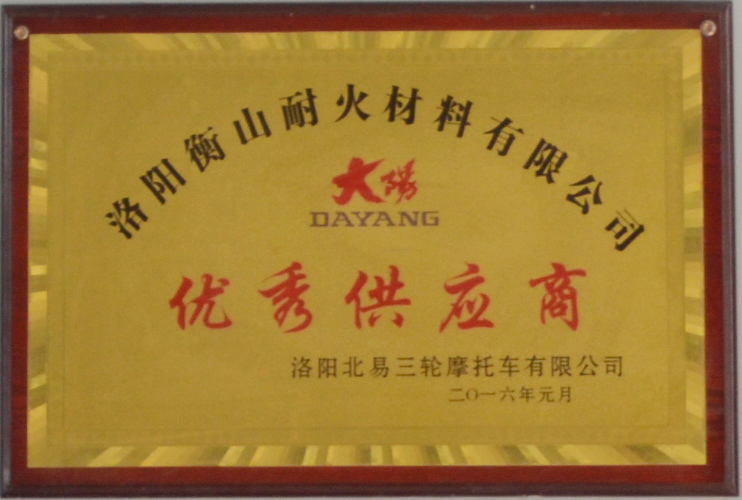 洛阳衡山耐火材料有限公司
大阳
DAYANG
优秀供应商
洛阳北易三轮摩托车有限公司
二〇一六年元月